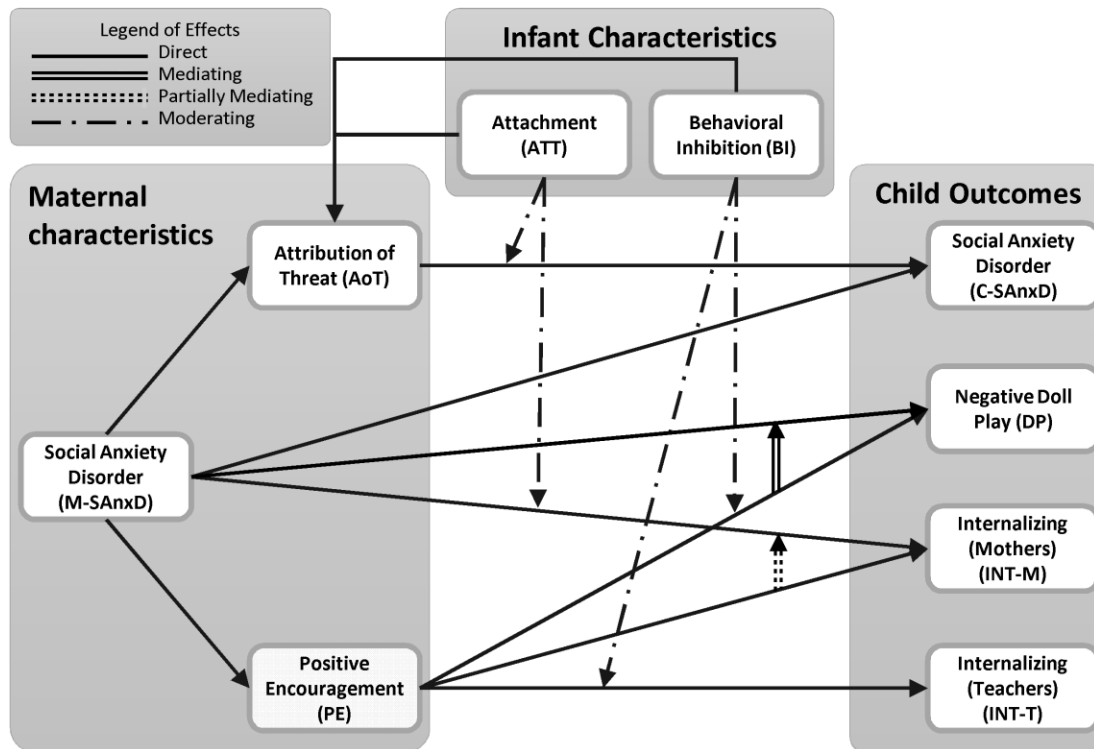 Legend of Effects
Direct
Mediating
Partially Mediating
Moderating
Infant Characteristics
Attachment
(ATT)
Behavioral
Inhibition (BI)
Maternal
characteristics
Child Outcomes
Attribution of
Threat (AoT)
Social Anxiety
Disorder
(C-SAnxD)
Negative Doll
Play (DP)
Social Anxiety
Disorder
(M-SAnxD)
Internalizing
(Mothers)
(INT-M)
Positive
Encouragement
(PE)
Internalizing
(Teachers)
(INT-T)